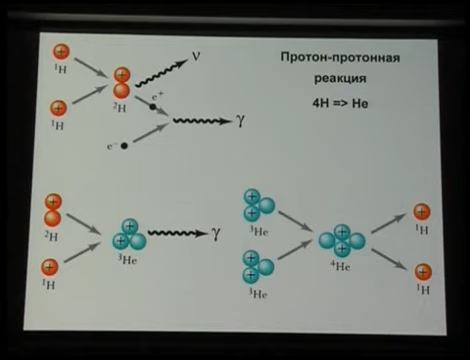 Протон-протонная
реакция
4H => He
¹H
ν
¹H
²H
e⁺
e⁻
γ
²H
¹H
³He
γ
³He
³He
⁴He
¹H
¹H